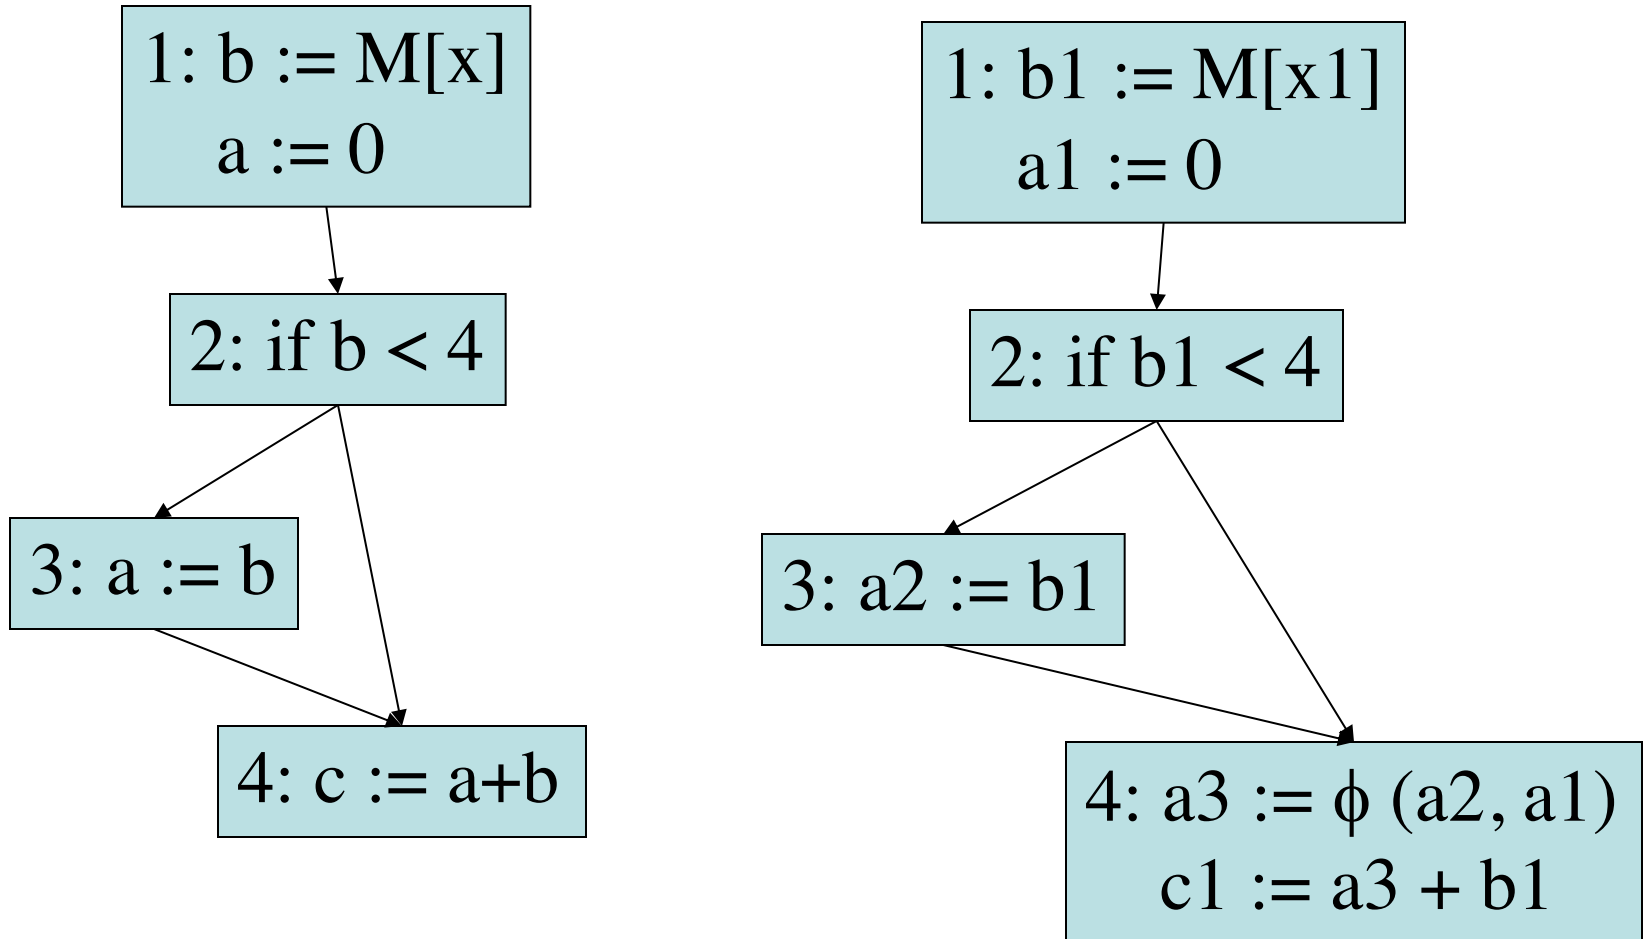 1: b := M[x]
a := 0
2: if b < 4
3: a := b
4: c := a+b
1: b1 := M[x1]
a1 := 0
2: if b1 < 4
3: a2 := b1
4: a3 := ϕ (a2, a1)
c1 := a3 + b1